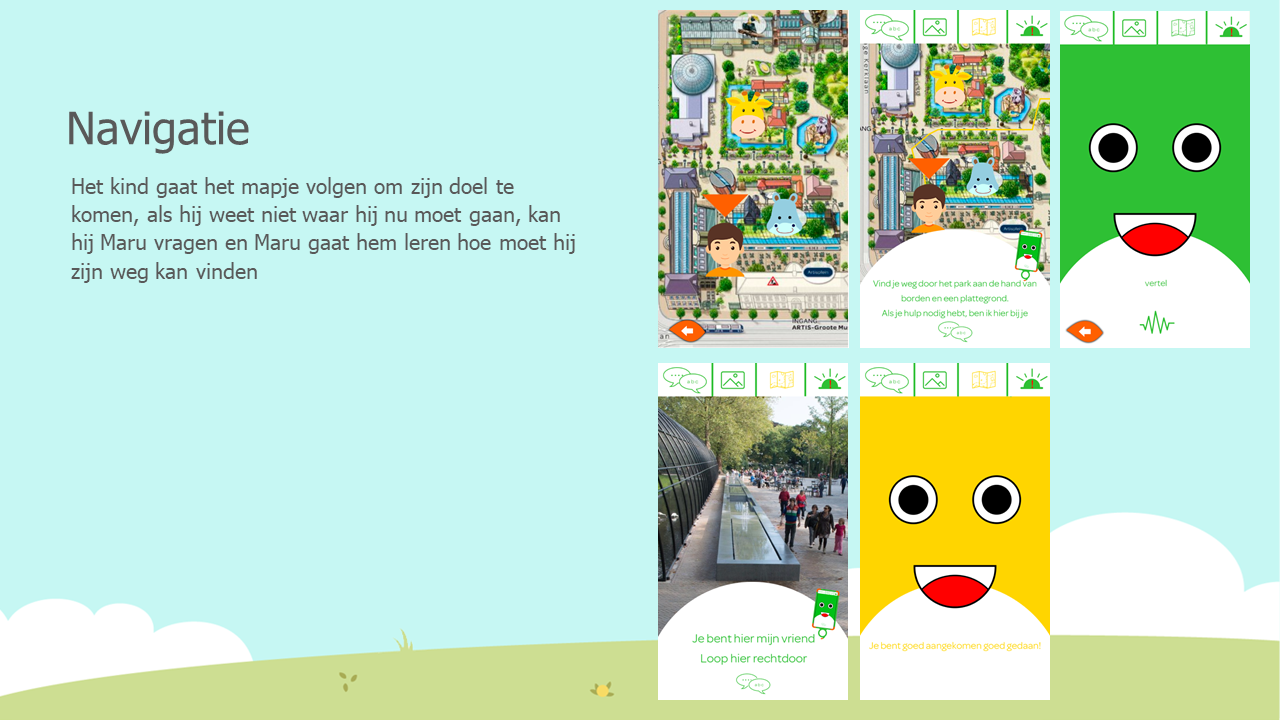 Navigatie
Het kind gaat het mapje volgen om zijn doel te
komen, als hij weet niet waar hij nu moet gaan, kan
hij Maru vragen en Maru gaat hem leren hoe moet hij
zijn weg kan vinden
INGANG
ARTIS-Groote Mu
an
abc
ANG
Vind je weg door het park aan de hand van
borden en een plattegrond.
Als je hulp nodig hebt, ben ik hier bij je
abc
abc
vertel
abc
Je bent hier mijn vriend
Loop hier rechtdoor
abc
abc
Je bent goed aangekomen goed gedaan!